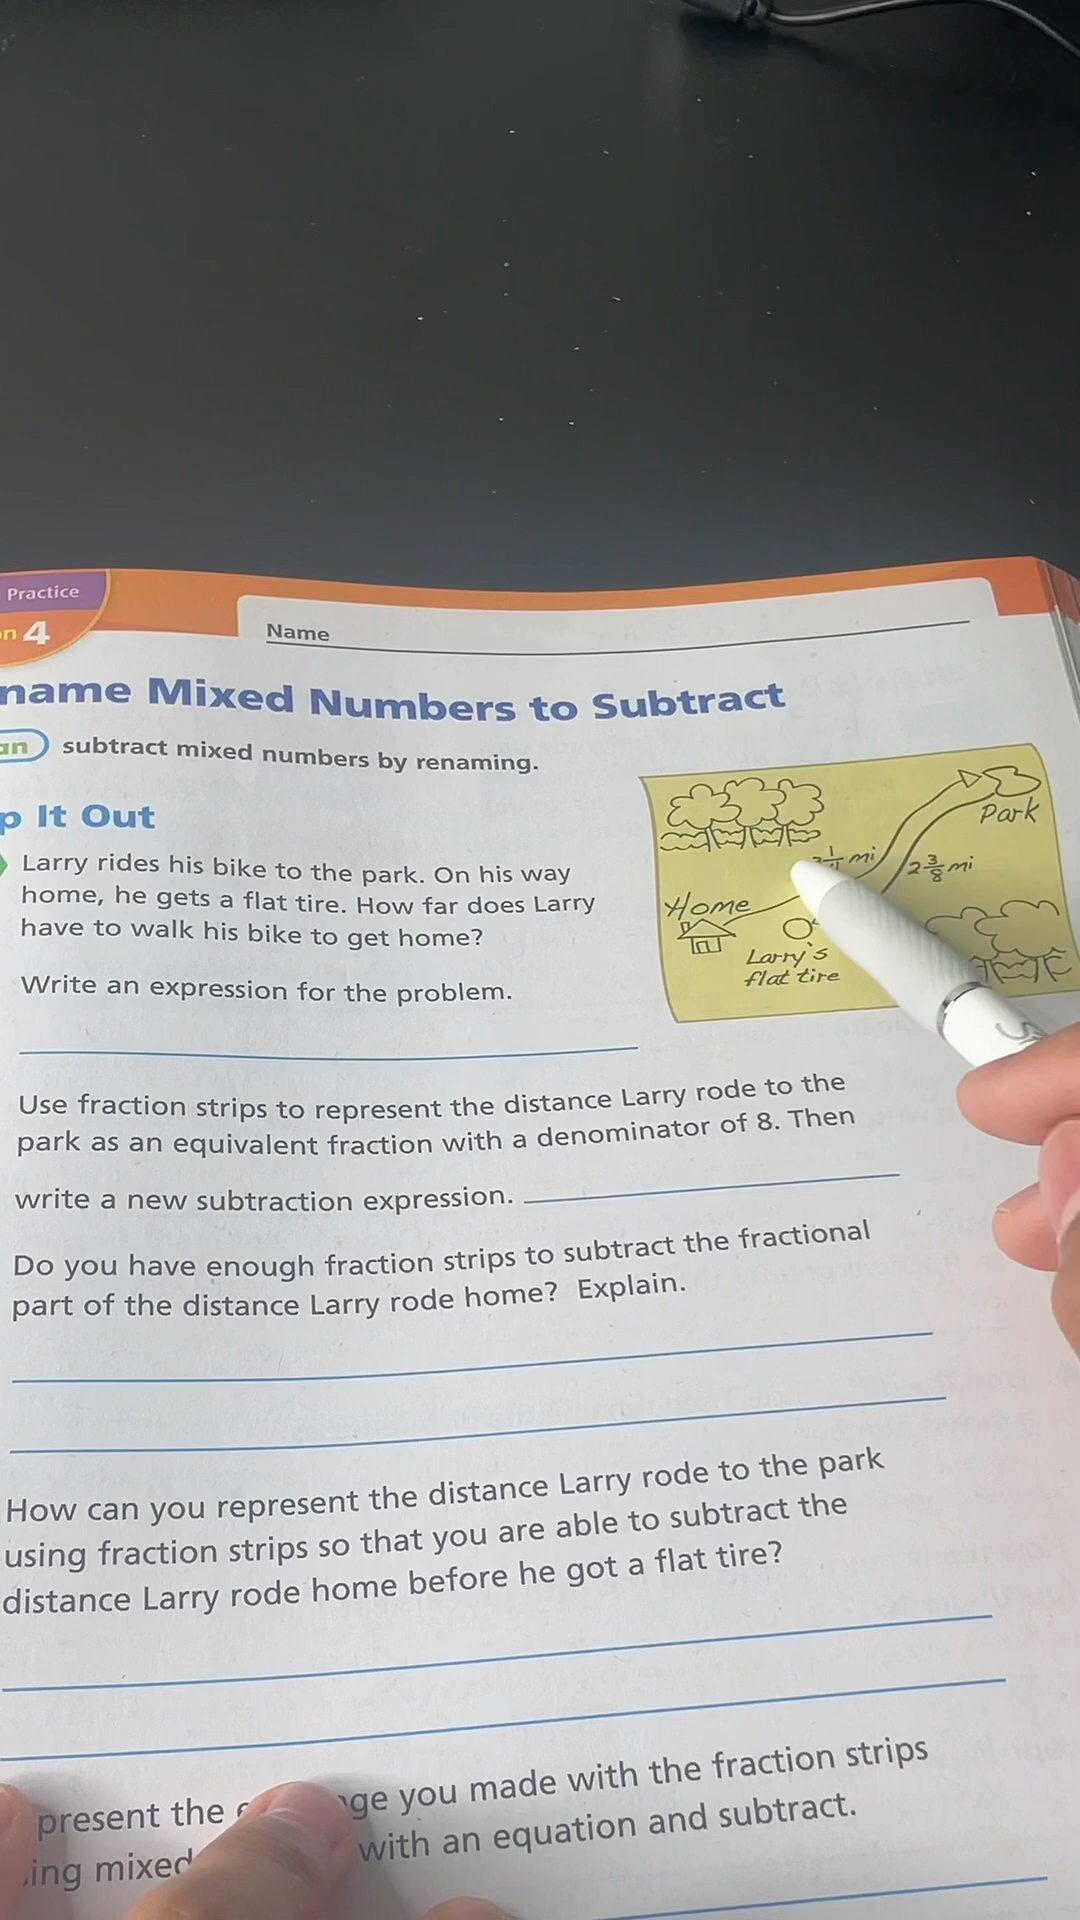 Practice
4
Name
name Mixed Numbers to Subtract
an subtract mixed numbers by renaming.
p It Out
Larry rides his bike to the park. On his way
home, he gets a flat tire. How far does Larry
have to walk his bike to get home?
Park
mi
2 3/8 mi
Home
Larry's
flat tire
Write an expression for the problem.
Use fraction strips to represent the distance Larry rode to the
park as an equivalent fraction with a denominator of 8. Then
write a new subtraction expression.
Do you have enough fraction strips to subtract the fractional
part of the distance Larry rode home? Explain.
How can you represent the distance Larry rode to the park
using fraction strips so that you are able to subtract the
distance Larry rode home before he got a flat tire?
present the ge you made with the fraction strips
ing mixed with an equation and subtract.